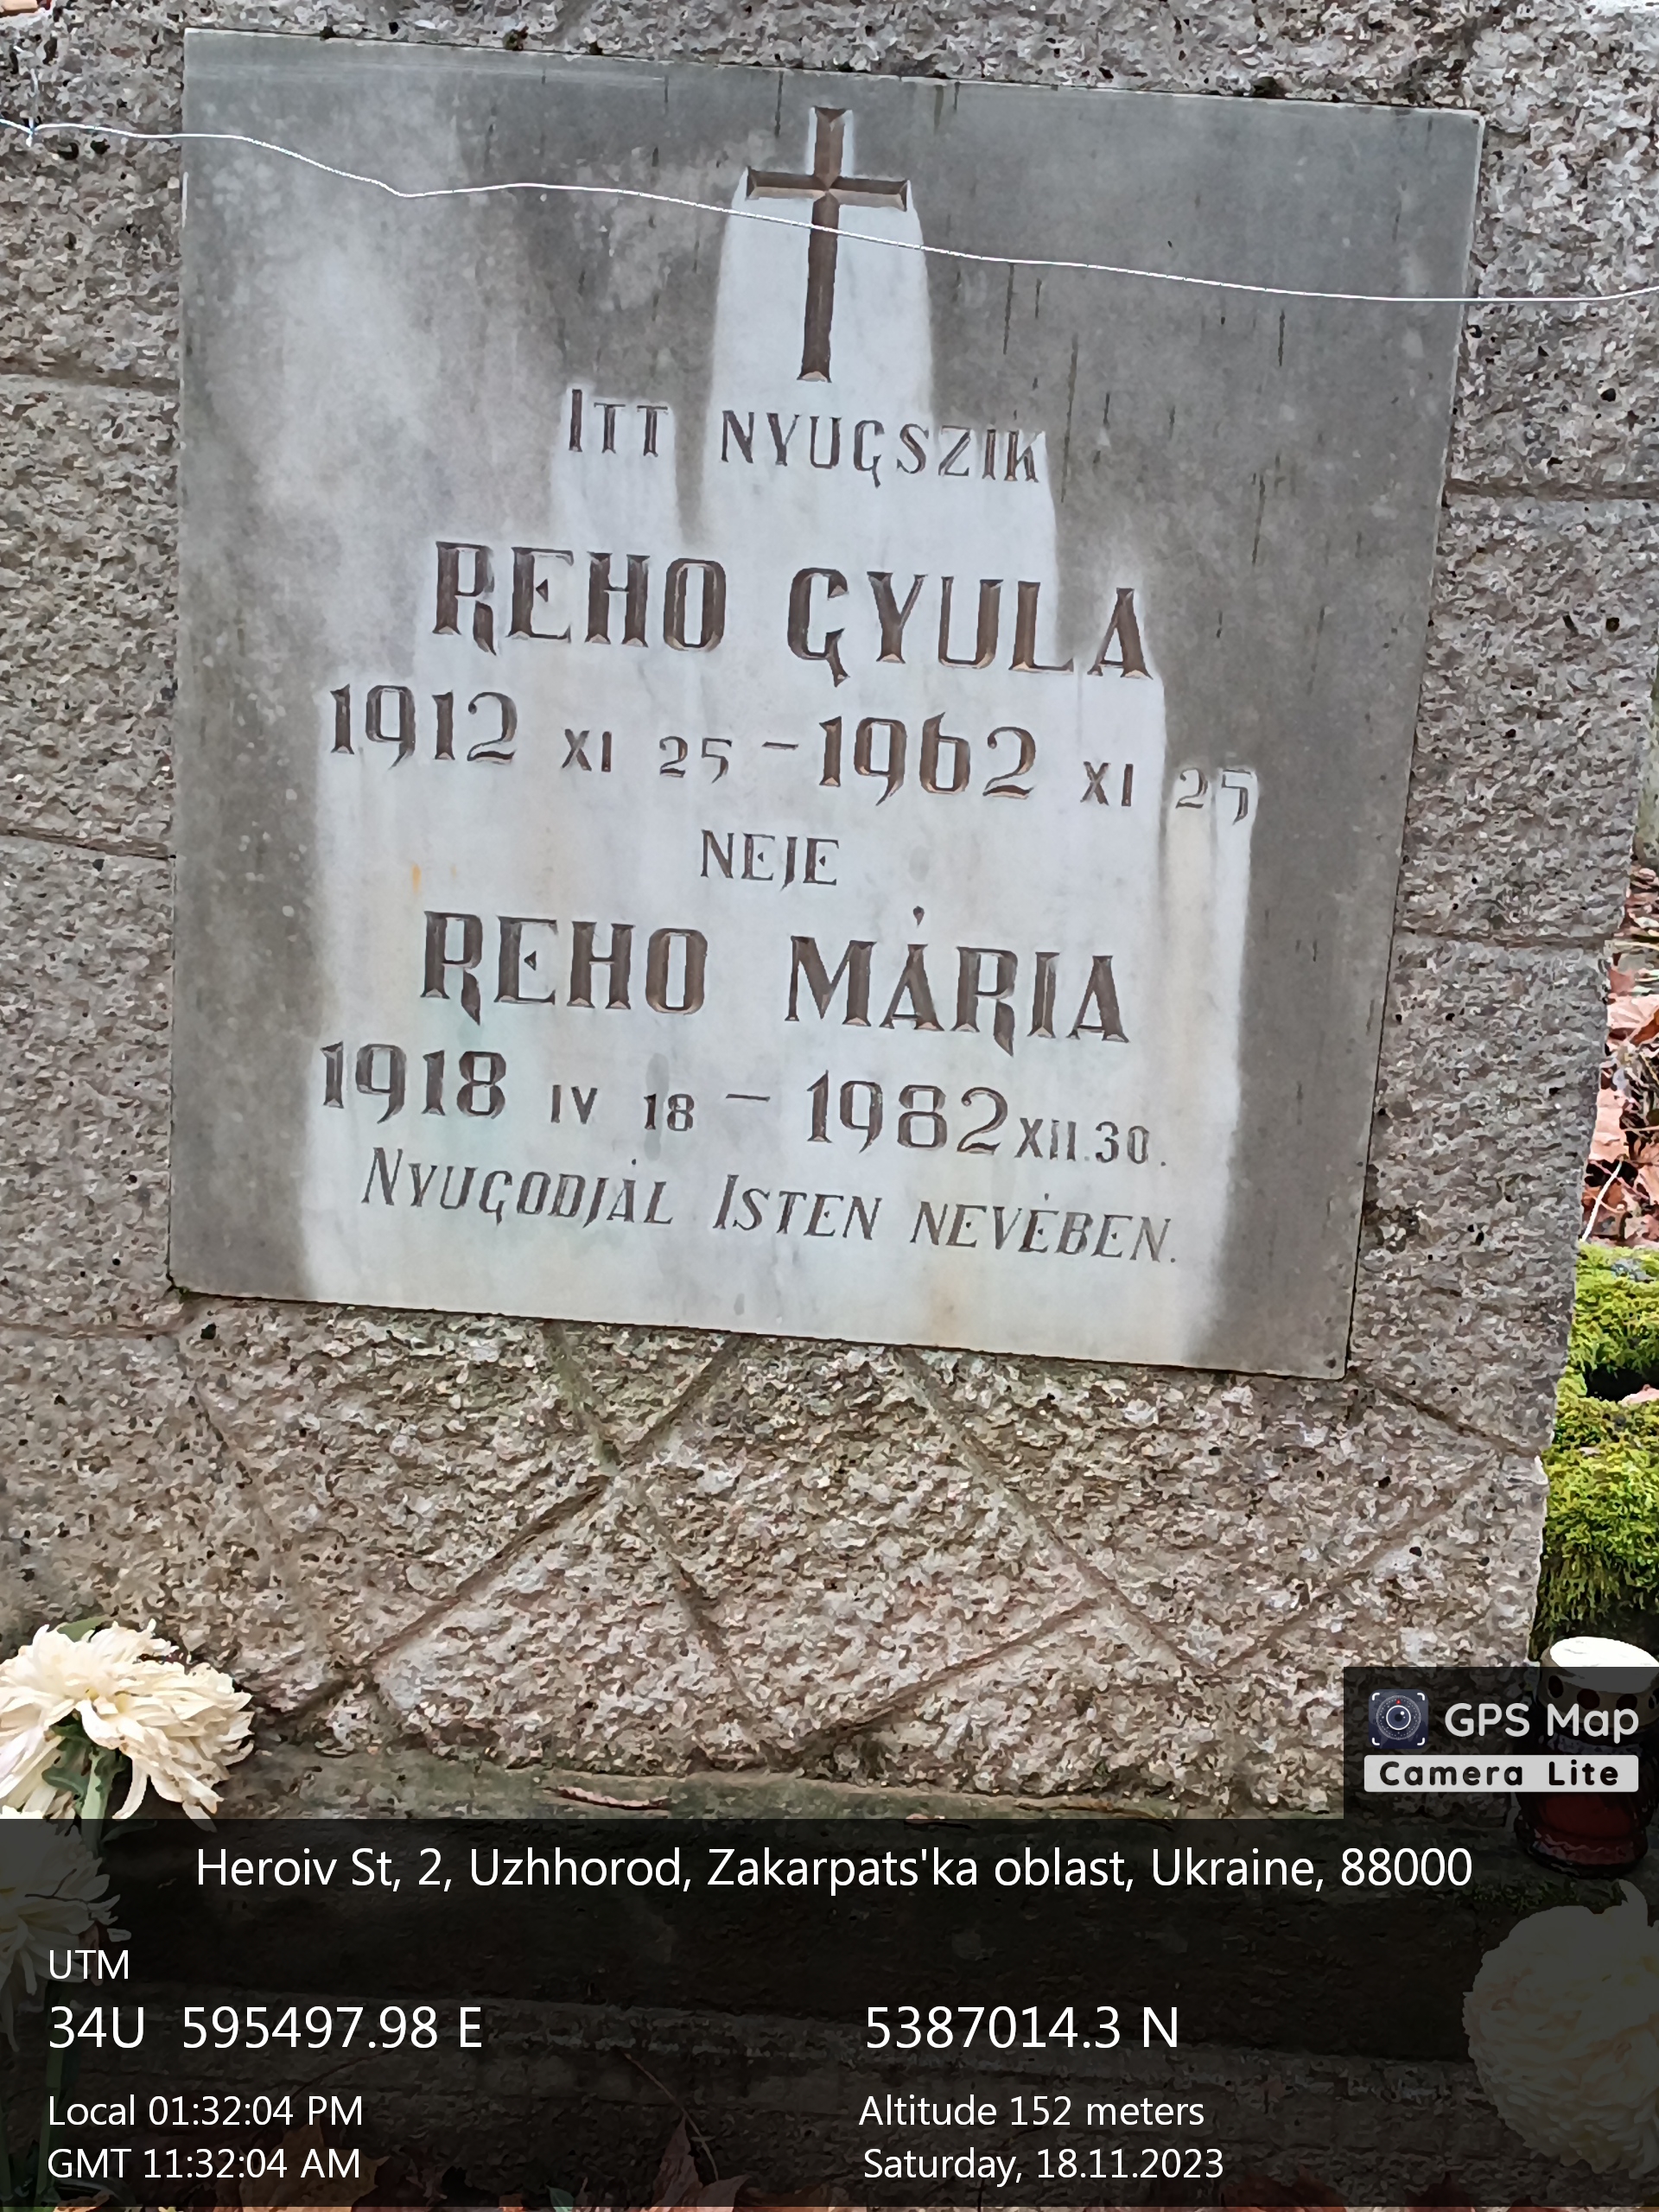 ITT NYUGSZIK
REHO GYULA
1912 XI 25 - 1962 XI 25
NEJE
REHO MÁRIA
1918 IV 18 - 1982 XII.30.
NYUGODJÁL ISTEN NEVÉBEN.
GPS Map
Camera Lite
Heroiv St, 2, Uzhhorod, Zakarpats'ka oblast, Ukraine, 88000
UTM
34U 595497.98 E 5387014.3 N
Local 01:32:04 PM Altitude 152 meters
GMT 11:32:04 AM Saturday, 18.11.2023